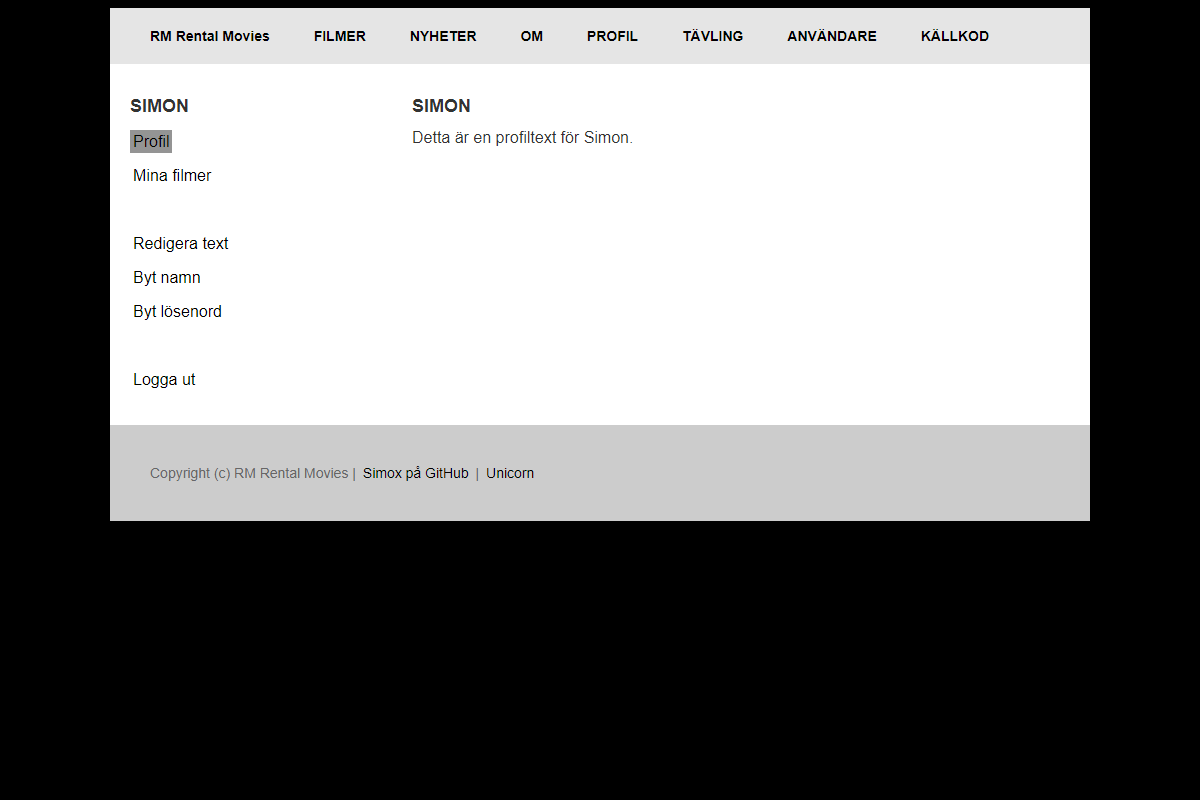 RM Rental Movies FILMER NYHETER OM PROFIL TÄVLING ANVÄNDARE KÄLLKOD
SIMON
Profil
Mina filmer
Redigera text
Byt namn
Byt lösenord
Logga ut
SIMON
Detta är en profiltext för Simon.
Copyright (c) RM Rental Movies | Simox på GitHub | Unicorn